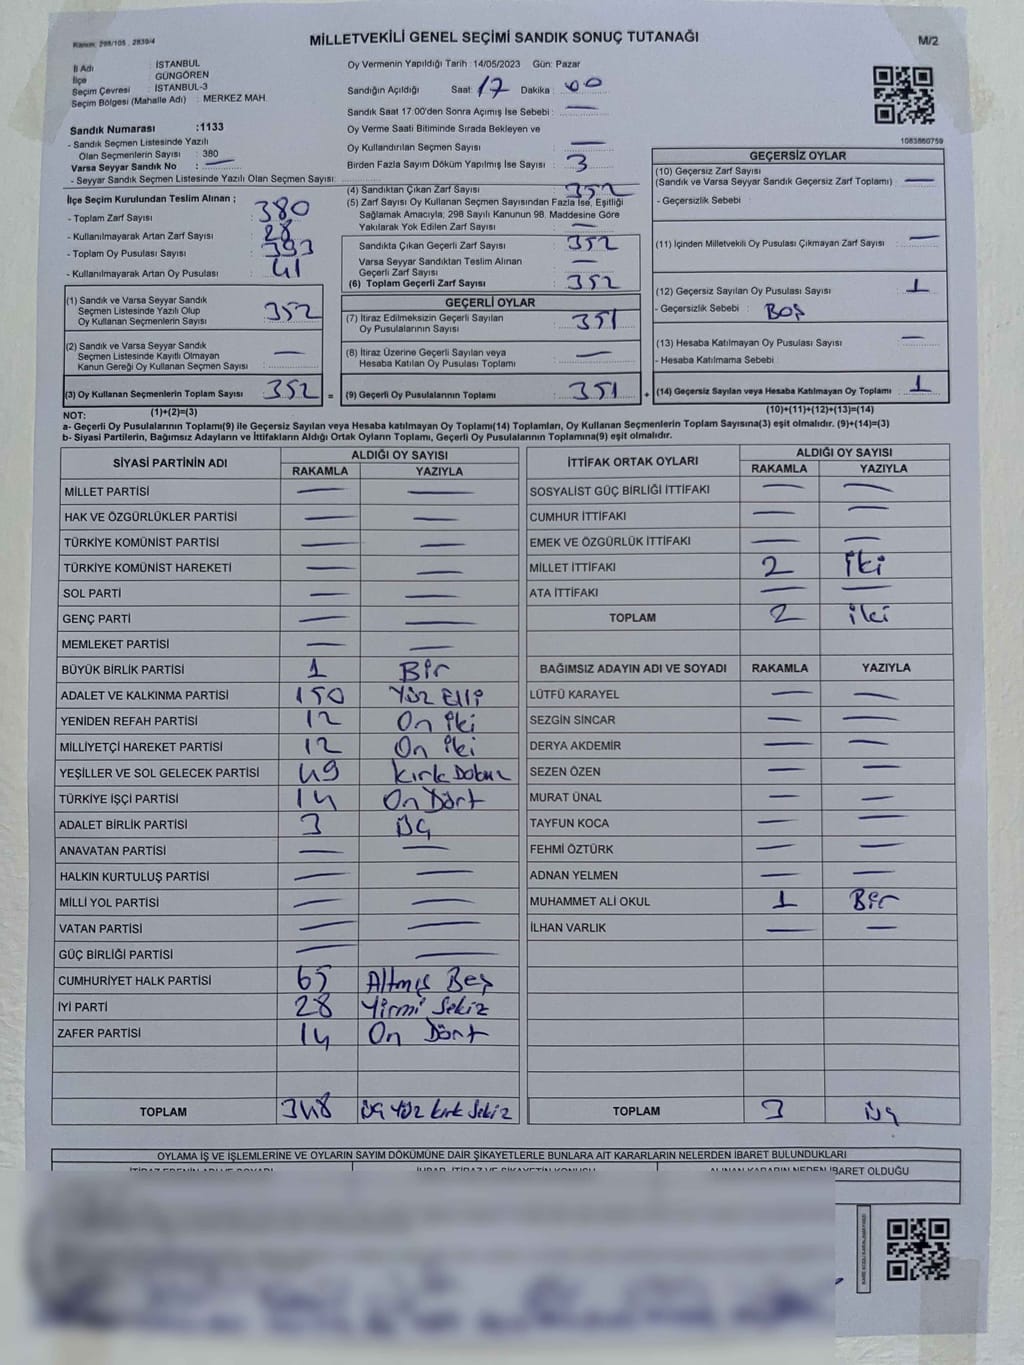 Kanun: 298/105 , 2839/4
MİLLETVEKİLİ GENEL SEÇİMİ SANDIK SONUÇ TUTANAĞI
M/2
İl Adı : İSTANBUL
İlçe : GÜNGÖREN
Seçim Çevresi : İSTANBUL-3
Seçim Bölgesi (Mahalle Adı) : MERKEZ MAH.
Oy Vermenin Yapıldığı Tarih :14/05/2023 Gün: Pazar
Sandığın Açıldığı Saat: 17 Dakika : 00
Sandık Saat 17:00'den Sonra Açımış İse Sebebi : —
Oy Verme Saati Bitiminde Sırada Bekleyen ve
Oy Kullandırılan Seçmen Sayısı : —
Birden Fazla Sayım Döküm Yapılmış İse Sayısı : 3
1083860759
Sandık Numarası :1133
- Sandık Seçmen Listesinde Yazılı
Olan Seçmenlerin Sayısı : 380
Varsa Seyyar Sandık No : —
- Seyyar Sandık Seçmen Listesinde Yazılı Olan Seçmen Sayısı:
İlçe Seçim Kurulundan Teslim Alınan ;
- Toplam Zarf Sayısı : 380
- Kullanılmayarak Artan Zarf Sayısı : 28
- Toplam Oy Pusulası Sayısı : 393
- Kullanılmayarak Artan Oy Pusulası : 41
(1) Sandık ve Varsa Seyyar Sandık
Seçmen Listesinde Yazılı Olup
Oy Kullanan Seçmenlerin Sayısı : 352
(2) Sandık ve Varsa Seyyar Sandık
Seçmen Listesinde Kayıtlı Olmayan
Kanun Gereği Oy Kullanan Seçmen Sayısı : —
(3) Oy Kullanan Seçmenlerin Toplam Sayısı : 352 =
(4) Sandıktan Çıkan Zarf Sayısı : 352
(5) Zarf Sayısı Oy Kullanan Seçmen Sayısından Fazla İse, Eşitliği
Sağlamak Amacıyla; 298 Sayılı Kanunun 98. Maddesine Göre
Yakılarak Yok Edilen Zarf Sayısı : —
Sandıkta Çıkan Geçerli Zarf Sayısı : 352
Varsa Seyyar Sandıktan Teslim Alınan
Geçerli Zarf Sayısı : —
(6) Toplam Geçerli Zarf Sayısı : 352
GEÇERLİ OYLAR
(7) İtiraz Edilmeksizin Geçerli Sayılan
Oy Pusulalarının Sayısı : 351
(8) İtiraz Üzerine Geçerli Sayılan veya
Hesaba Katılan Oy Pusulaları Toplamı : —
(9) Geçerli Oy Pusulalarının Toplamı : 351 +
GEÇERSİZ OYLAR
(10) Geçersiz Zarf Sayısı
(Sandık ve Varsa Seyyar Sandık Geçersiz Zarf Toplamı) : —
- Geçersizlik Sebebi :
(11) İçinden Milletvekili Oy Pusulası Çıkmayan Zarf Sayısı : —
(12) Geçersiz Sayılan Oy Pusulası Sayısı : 1
- Geçersizlik Sebebi : BOŞ
(13) Hesaba Katılmayan Oy Pusulası Sayısı : —
- Hesaba Katılmama Sebebi :
(14) Geçersiz Sayılan veya Hesaba Katılmayan Oy Toplamı : 1
NOT: (1)+(2)=(3) (10)+(11)+(12)+(13)=(14)
a- Geçerli Oy Pusulalarının Toplamı(9) ile Geçersiz Sayılan veya Hesaba katılmayan Oy Toplamı(14) Toplamları, Oy Kullanan Seçmenlerin Toplam Sayısına(3) eşit olmalıdır. (9)+(14)=(3)
b- Siyasi Partilerin, Bağımsız Adayların ve İttifakların Aldığı Ortak Oyların Toplamı, Geçerli Oy Pusulalarının Toplamına(9) eşit olmalıdır.
SİYASİ PARTİNİN ADI ALDIĞI OY SAYISI
RAKAMLA YAZIYLA
MİLLET PARTİSİ — —
HAK VE ÖZGÜRLÜKLER PARTİSİ — —
TÜRKİYE KOMÜNİST PARTİSİ — —
TÜRKİYE KOMÜNİST HAREKETİ — —
SOL PARTİ — —
GENÇ PARTİ — —
MEMLEKET PARTİSİ — —
BÜYÜK BİRLİK PARTİSİ 1 Bir
ADALET VE KALKINMA PARTİSİ 150 Yüz Elli
YENİDEN REFAH PARTİSİ 12 On iki
MİLLİYETÇİ HAREKET PARTİSİ 12 On iki
YEŞİLLER VE SOL GELECEK PARTİSİ 49 Kırk Dokuz
TÜRKİYE İŞÇİ PARTİSİ 14 On Dört
ADALET BİRLİK PARTİSİ 3 üç
ANAVATAN PARTİSİ — —
HALKIN KURTULUŞ PARTİSİ — —
MİLLİ YOL PARTİSİ — —
VATAN PARTİSİ — —
GÜÇ BİRLİĞİ PARTİSİ — —
CUMHURİYET HALK PARTİSİ 65 Altmış Beş
İYİ PARTİ 28 Yirmi Sekiz
ZAFER PARTİSİ 14 On Dört
TOPLAM 348 üç Yüz kırk Sekiz
İTTİFAK ORTAK OYLARI ALDIĞI OY SAYISI
RAKAMLA YAZIYLA
SOSYALİST GÜÇ BİRLİĞİ İTTİFAKI — —
CUMHUR İTTİFAKI — —
EMEK VE ÖZGÜRLÜK İTTİFAKI — —
MİLLET İTTİFAKI 2 iki
ATA İTTİFAKI — —
TOPLAM 2 iki
BAĞIMSIZ ADAYIN ADI VE SOYADI RAKAMLA YAZIYLA
LÜTFÜ KARAYEL — —
SEZGİN SİNCAR — —
DERYA AKDEMİR — —
SEZEN ÖZEN — —
MURAT ÜNAL — —
TAYFUN KOCA — —
FEHMİ ÖZTÜRK — —
ADNAN YELMEN — —
MUHAMMET ALİ OKUL 1 Bir
İLHAN VARLIK — —
TOPLAM 3 üç
OYLAMA İŞ VE İŞLEMLERİNE VE OYLARIN SAYIM DÖKÜMÜNE DAİR ŞİKAYETLERLE BUNLARA AİT KARARLARIN NELERDEN İBARET BULUNDUKLARI
İTİRAZ EDENİN ADI VE SOYADI İHBAR, İTİRAZ VE ŞİKAYETİN KONUSU ALINAN KARARIN NEDEN İBARET OLDUĞU